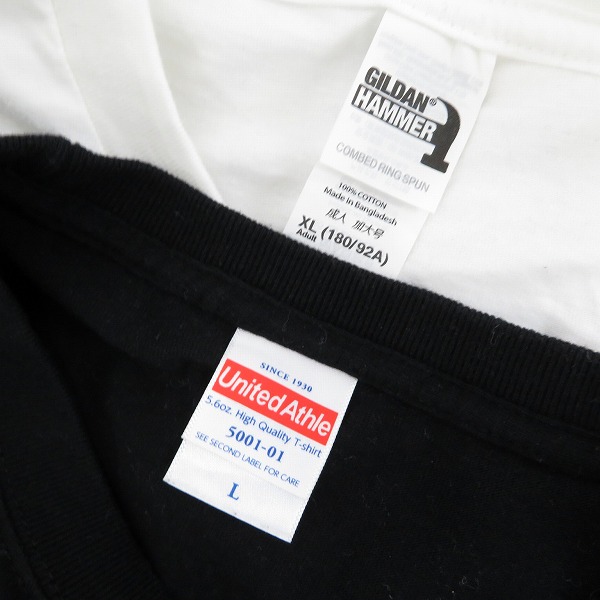 GILDAN®
HAMMER
COMBED RING SPUN
100% COTTON
Made in Bangladesh
成人 加大号
XL (180/92A)
Adult
SINCE 1930
United Athle
5.6oz. High Quality T-shirt
5001-01
SEE SECOND LABEL FOR CARE
L